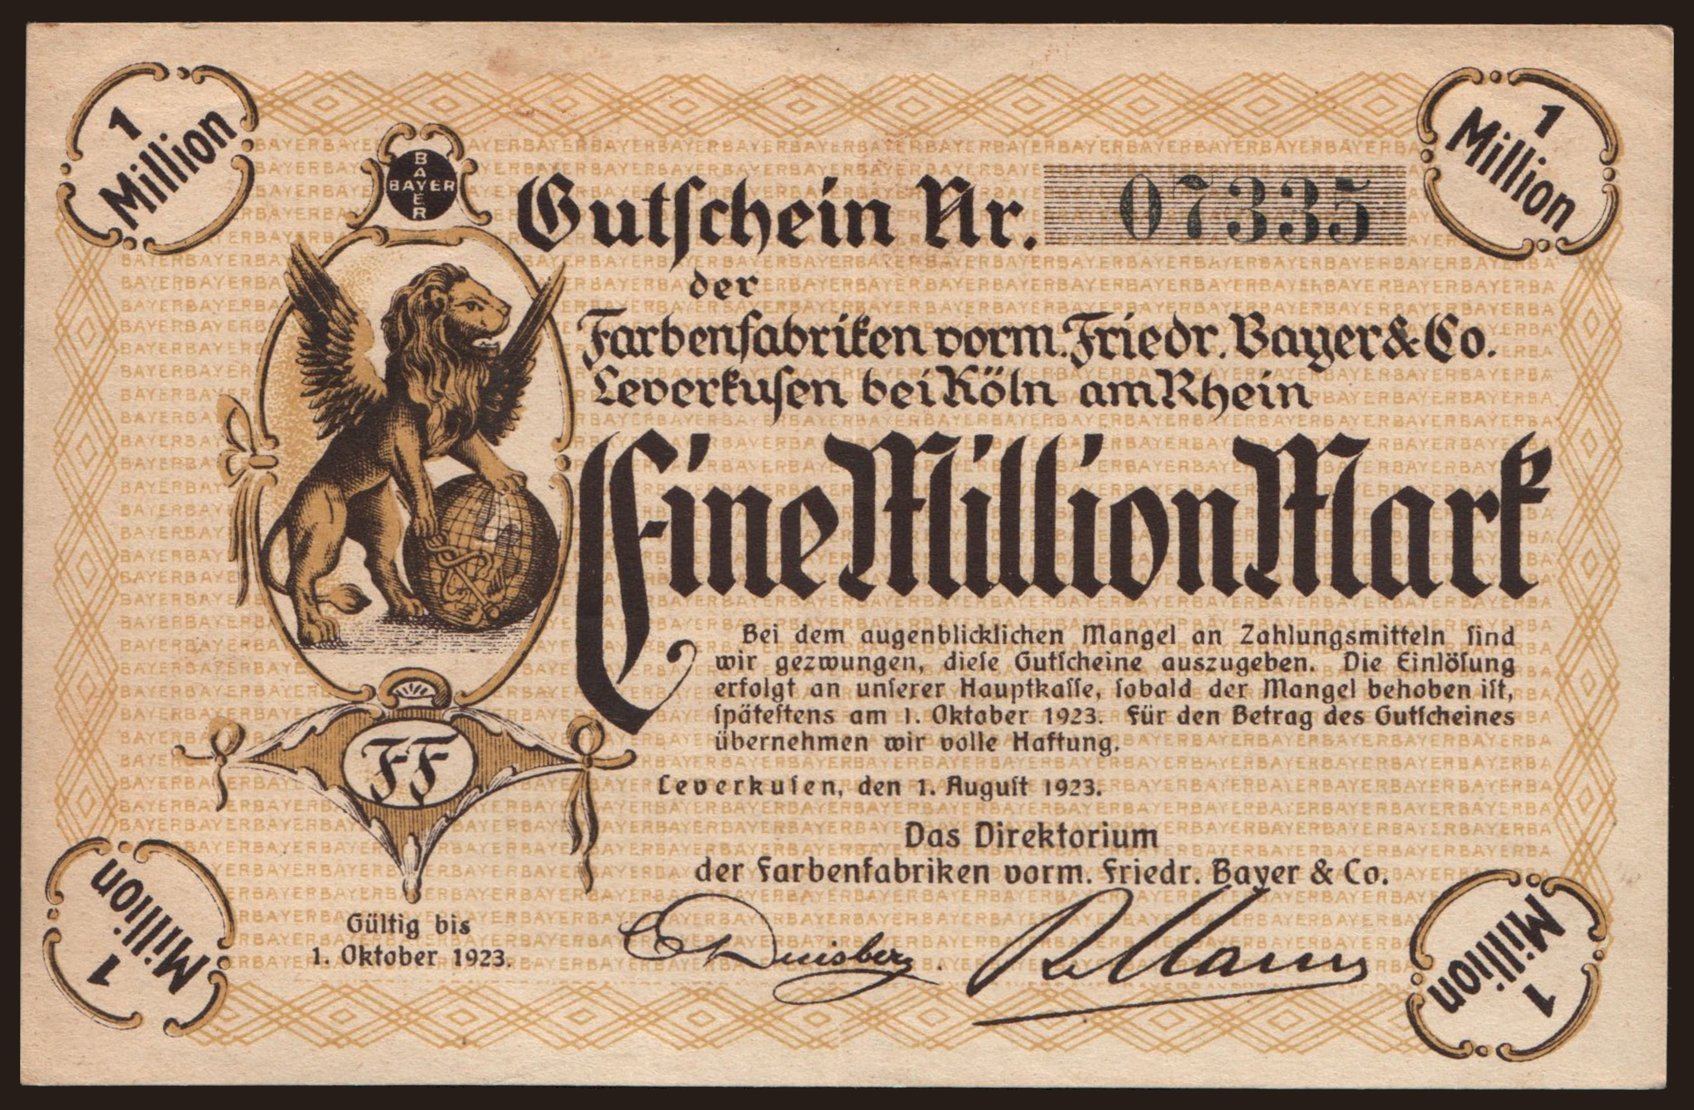 1
Million
1
Million
BAYER
BAYER
Gutschein Nr. 07335
der
Farbenfabriken vorm. Friedr. Bayer & Co.
Leverkusen bei Köln am Rhein
Eine Million Mark
Bei dem augenblicklichen Mangel an Zahlungsmitteln sind
wir gezwungen, diese Gutscheine auszugeben. Die Einlösung
erfolgt an unserer Hauptkasse, sobald der Mangel behoben ist,
spätestens am 1. Oktober 1923. Für den Betrag des Gutscheines
übernehmen wir volle Haftung.
FF
Leverkusen, den 1. August 1923.
Das Direktorium
der Farbenfabriken vorm. Friedr. Bayer & Co.
Gültig bis
1. Oktober 1923.
C Duisberg.
1
Million
1
Million